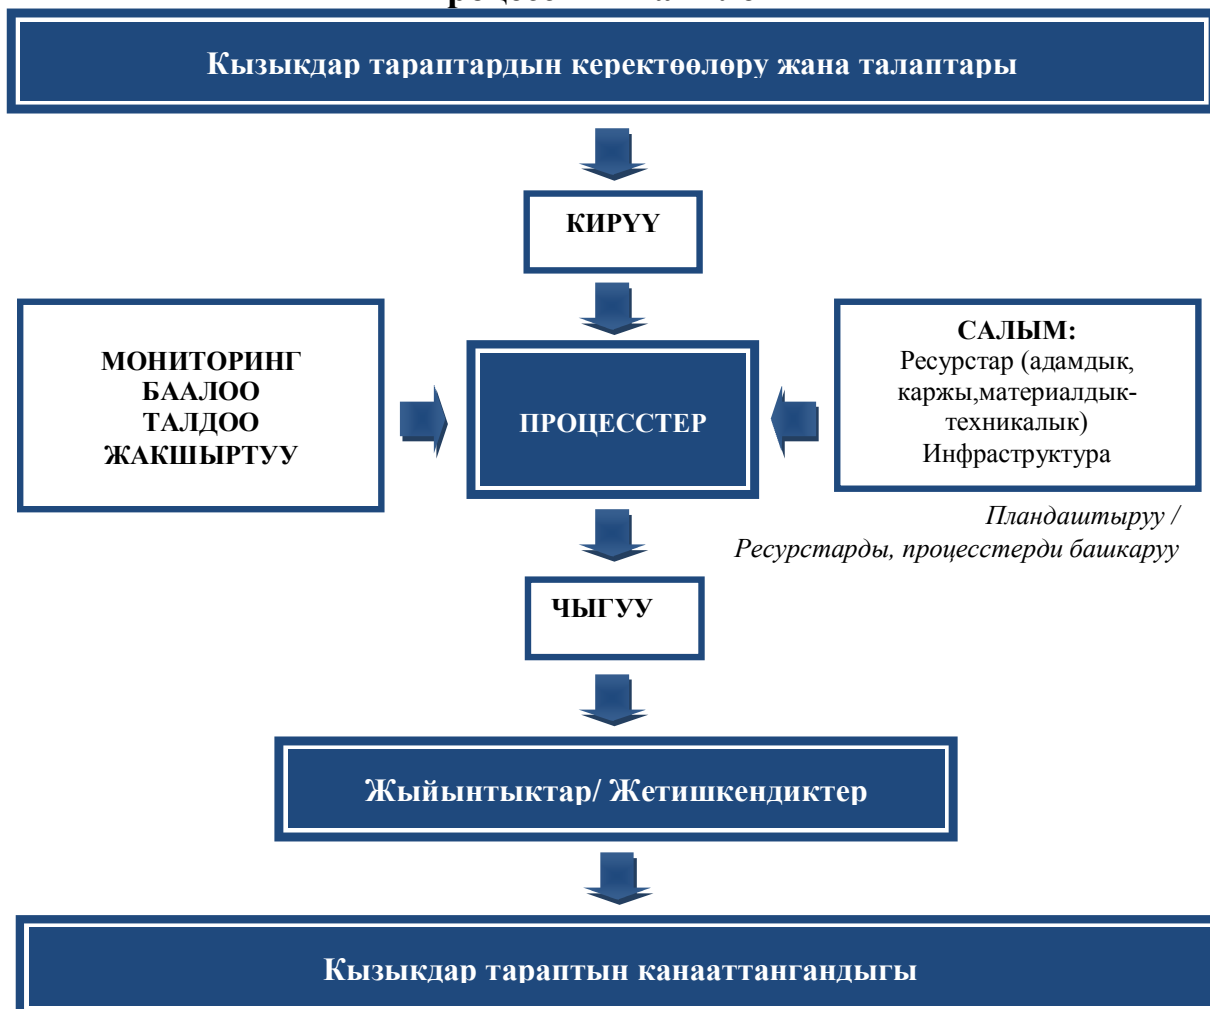 Кызыкдар тараптардын керектөөлөрү жана талаптары
КИРҮҮ
МОНИТОРИНГ
БААЛОО
ТАЛДОО
ЖАКШЫРТУУ
ПРОЦЕССТЕР
САЛЫМ:
Ресурстар (адамдык,
каржы,материалдык-
техникалык)
Инфраструктура
Пландаштыруу /
Ресурстарды, процесстерди башкаруу
ЧЫГУУ
Жыйынтыктар/ Жетишкендиктер
Кызыкдар тараптын канааттангандыгы